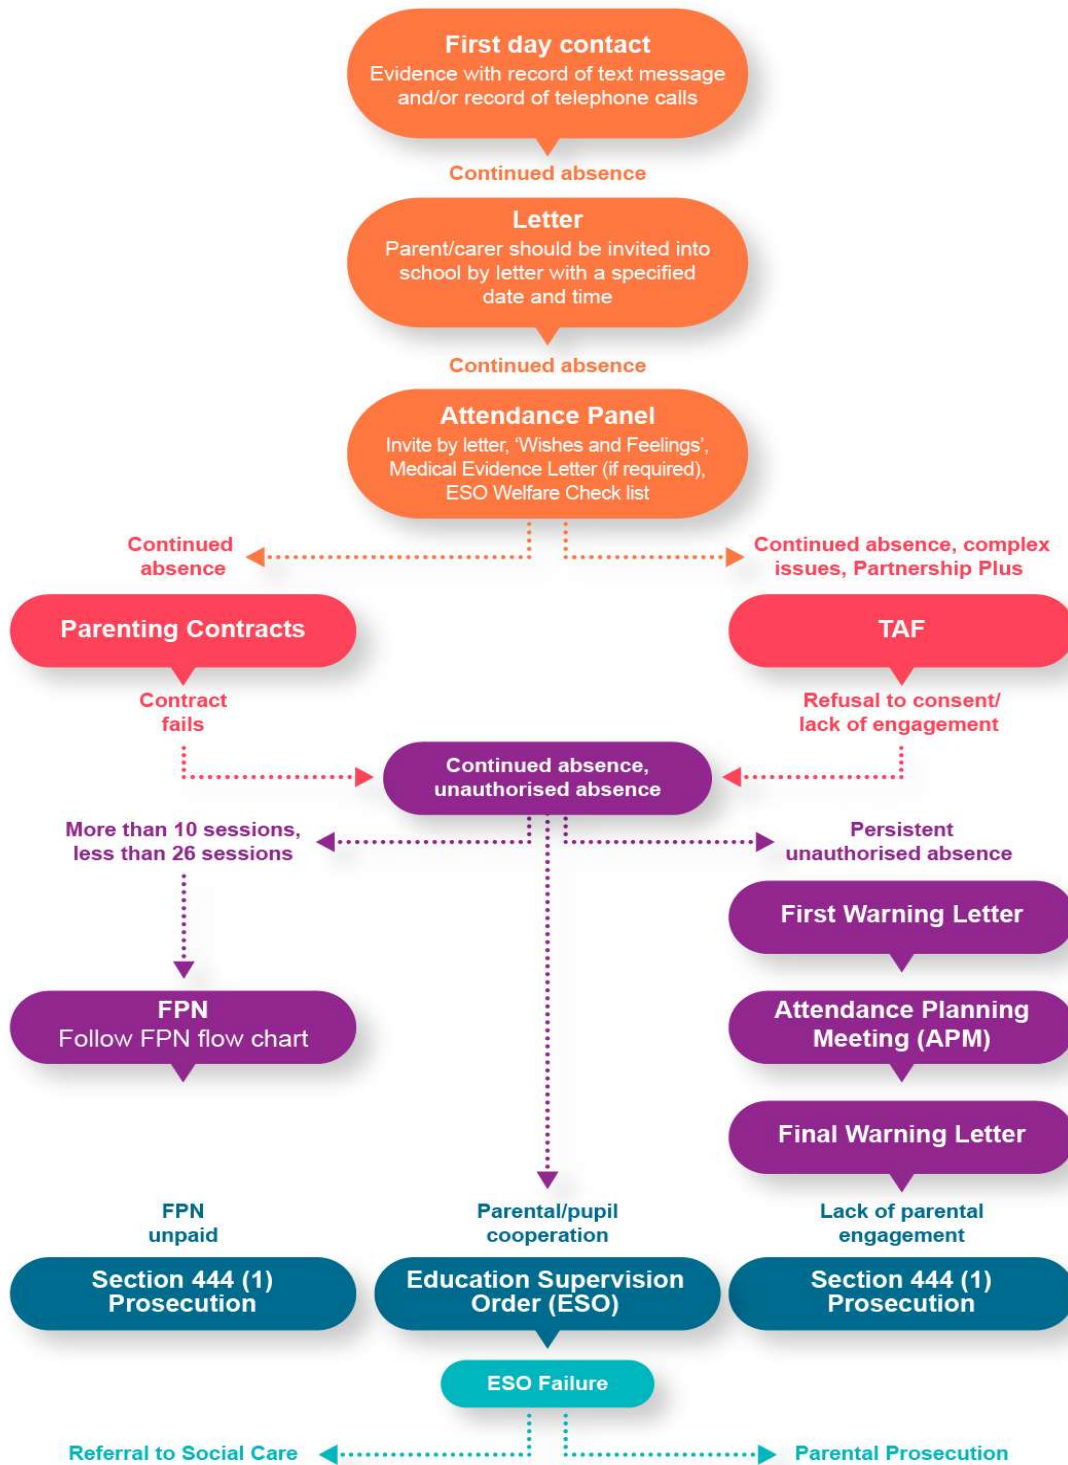 First day contact
Evidence with record of text message
and/or record of telephone calls
Continued absence
Letter
Parent/carer should be invited into
school by letter with a specified
date and time
Continued absence
Attendance Panel
Invite by letter, ‘Wishes and Feelings’,
Medical Evidence Letter (if required),
ESO Welfare Check list
Continued
absence
Continued absence, complex
issues, Partnership Plus
Parenting Contracts
TAF
Contract
fails
Refusal to consent/
lack of engagement
Continued absence,
unauthorised absence
More than 10 sessions,
less than 26 sessions
Persistent
unauthorised absence
First Warning Letter
FPN
Follow FPN flow chart
Attendance Planning
Meeting (APM)
Final Warning Letter
FPN
unpaid
Parental/pupil
cooperation
Lack of parental
engagement
Section 444 (1)
Prosecution
Education Supervision
Order (ESO)
Section 444 (1)
Prosecution
ESO Failure
Referral to Social Care
Parental Prosecution